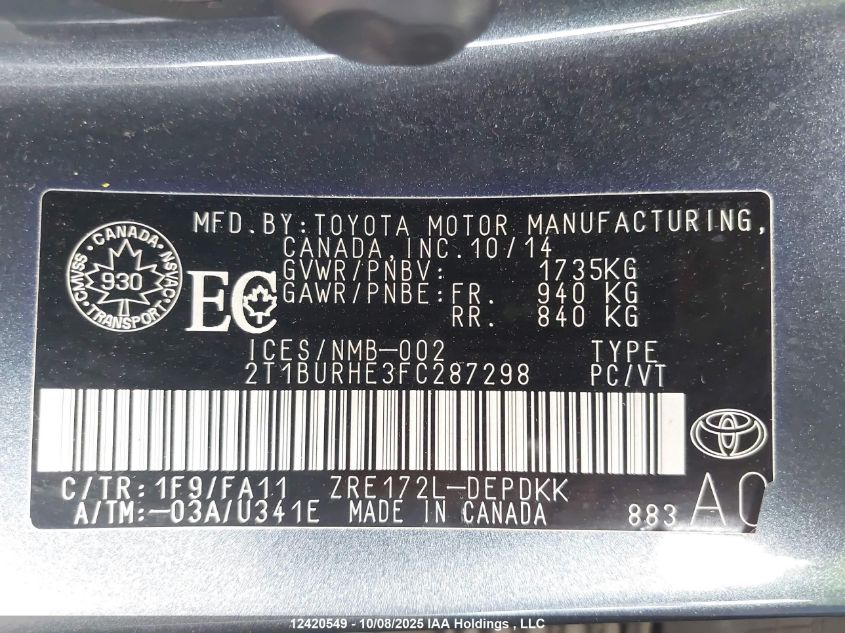 MFD.BY:TOYOTA MOTOR MANUFACTURING,
CANADA,INC.10/14
GVWR/PNBV: 1735KG
GAWR/PNBE:FR. 940 KG
RR. 840 KG
CANADA
CMVSS 930 NSVAC
TRANSPORT
EC
ICES/NMB-002 TYPE
2T1BURHE3FC287298 PC/VT
C/TR:1F9/FA11 ZRE172L-DEPDKK
A/TM:-03A/U341E MADE IN CANADA 883 A0
12420549 - 10/08/2025 IAA Holdings , LLC